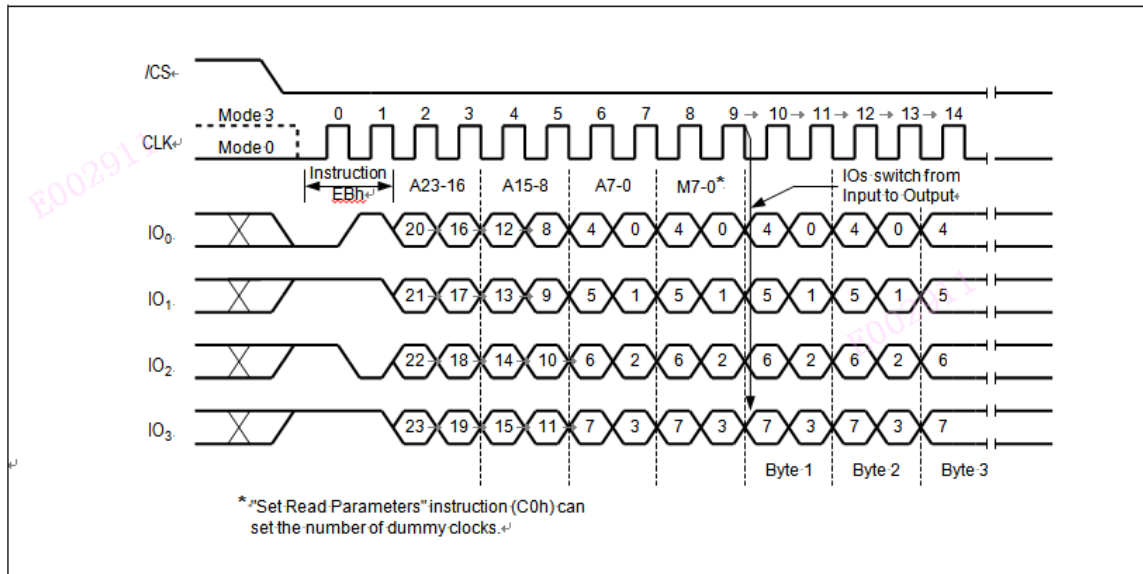 /CS
Mode 3 0 1 2 3 4 5 6 7 8 9 10 11 12 13 14
CLK
Mode 0
Instruction
EBh
A23-16 A15-8 A7-0 M7-0*
IOs switch from
Input to Output
IO0 20 16 12 8 4 0 4 0 4 0 4 0 4
IO1 21 17 13 9 5 1 5 1 5 1 5 1 5
IO2 22 18 14 10 6 2 6 2 6 2 6 2 6
IO3 23 19 15 11 7 3 7 3 7 3 7 3 7
Byte 1 Byte 2 Byte 3
* "Set Read Parameters" instruction (C0h) can
set the number of dummy clocks.
E002911
E002911